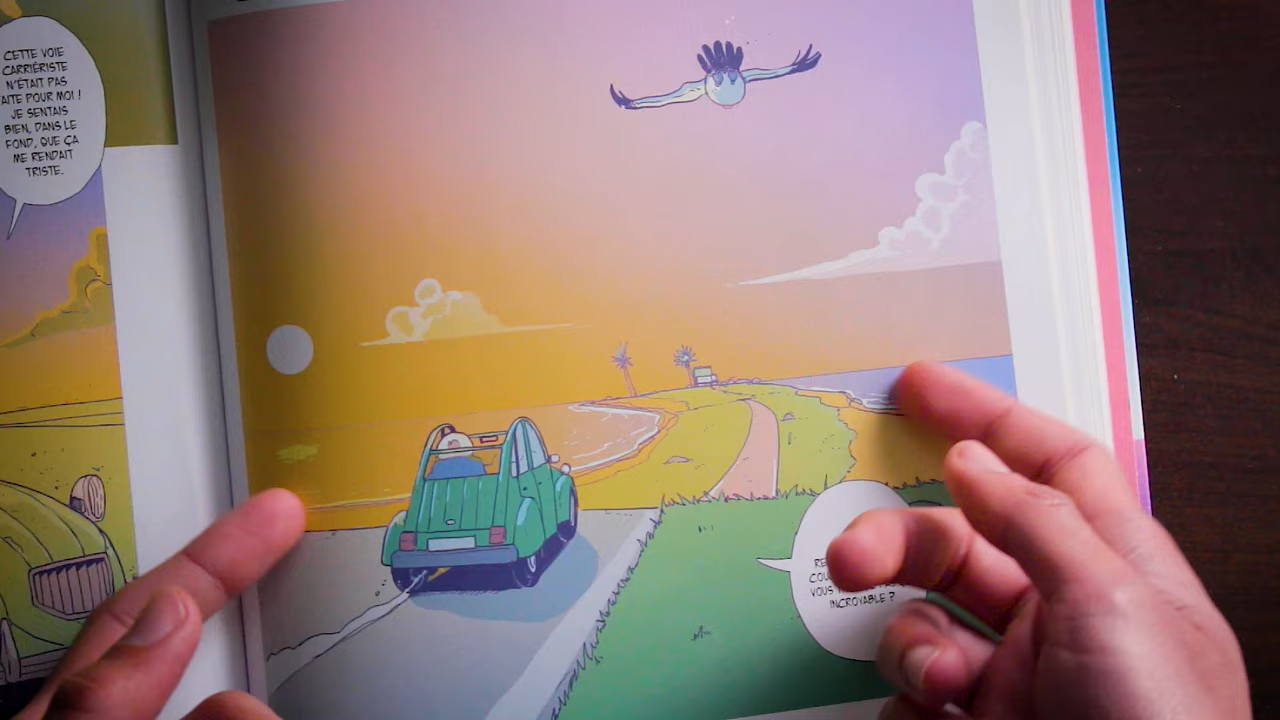 CETTE VOIE
CARRIÉRISTE
N'ÉTAIT PAS
POUR MOI !
JE SENTAIS
BIEN, DANS LE
FOND, QUE ÇA
ME RENDAIT
TRISTE.
VOUS
INCROYABLE ?